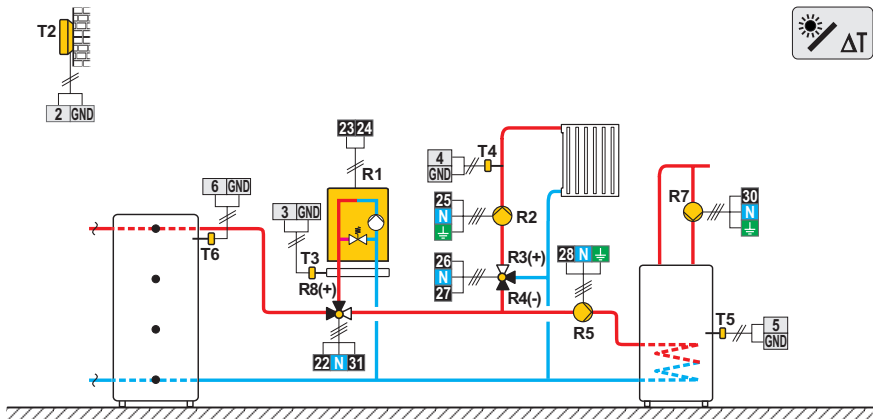 T2
ΔT
2 GND
23 24
R1
6 GND
T6
3 GND
T3
R8(+)
22 N 31
4
GND
T4
25
N
R2
26
N
27
R3(+)
R4(-)
28 N
R5
R7
30
N
T5
5
GND